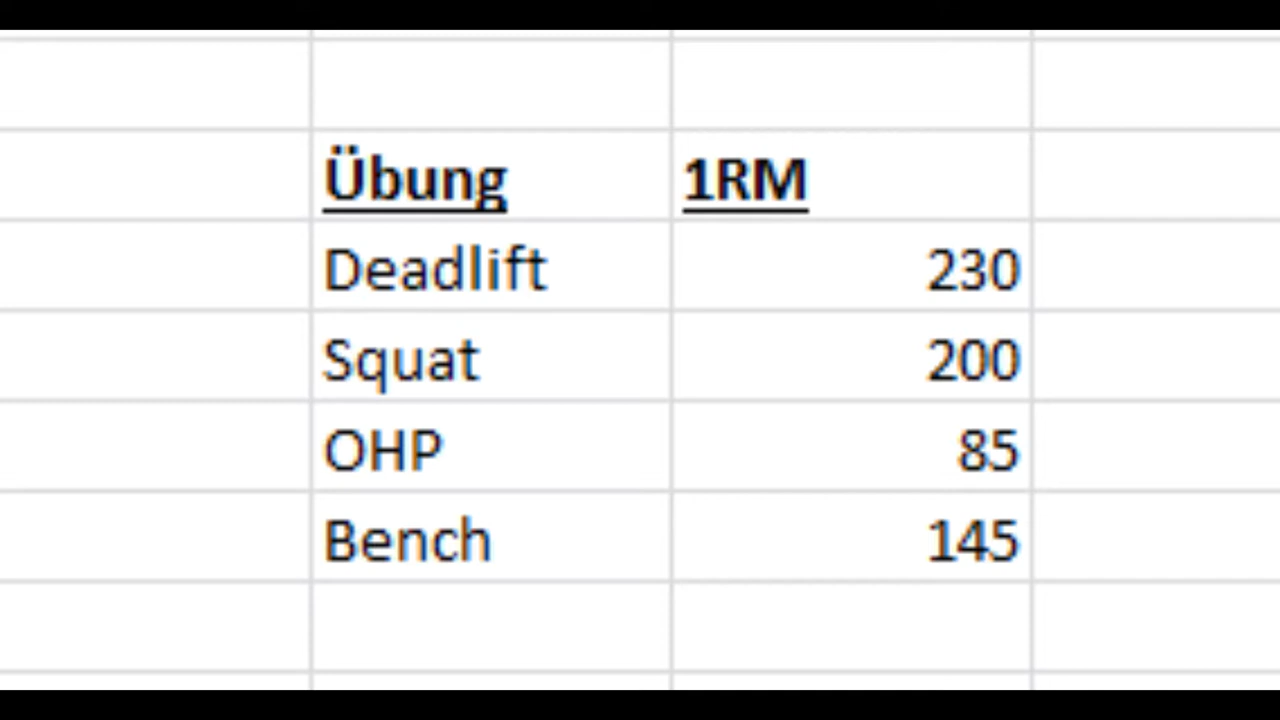 Übung 1RM
Deadlift 230
Squat 200
OHP 85
Bench 145